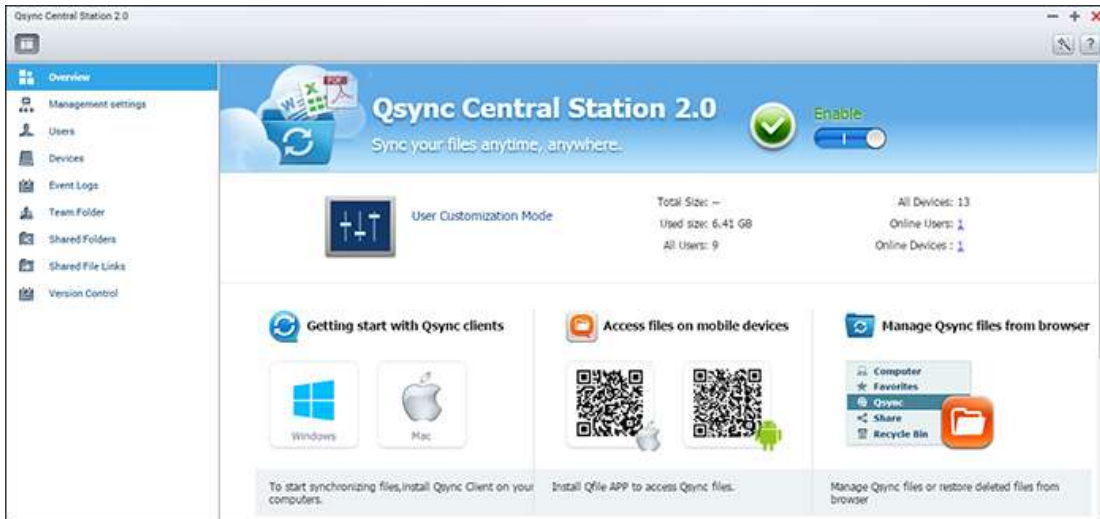 Qsync Central Station 2.0
Overview
Management settings
Users
Devices
Event Logs
Team Folder
Shared Folders
Shared File Links
Version Control
Qsync Central Station 2.0
Sync your files anytime, anywhere.
Enable
User Customization Mode
Total Size: --
Used size: 6.41 GB
All Users: 9
All Devices: 13
Online Users: 1
Online Devices : 1
Getting start with Qsync clients
Windows
Mac
To start synchronizing files,install Qsync Client on your
computers.
Access files on mobile devices
Install Qfile APP to access Qsync files.
Manage Qsync files from browser
Computer
Favorites
Qsync
Share
Recycle Bin
Manage Qsync files or restore deleted files from
browser
W
X
PDF
?